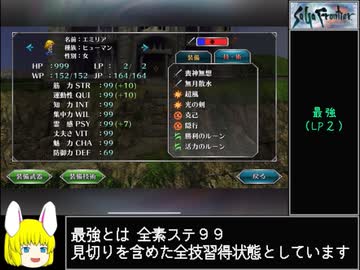 Saga Frontier
名前：エミリア
種族：ヒューマン
性別：女
HP：999 LP：2/ 2
WP：152/152 JP：164/164
筋 力 STR：99(+10)
運動性 QUI：99(+10)
知 力 INT：99
集中力 WIL：99
霊 感 PSY：99(+7)
丈夫さ VIT：99
魅 力 CHA：99
防御力 DEF：69
装備 技・術
喪神無想
無月散水
超風
光の剣
克己
隠行
勝利のルーン
活力のルーン
装備武器
装備技術
戻る
最強
（LP２）
最強とは 全素ステ９９
見切りを含めた全技習得状態としています